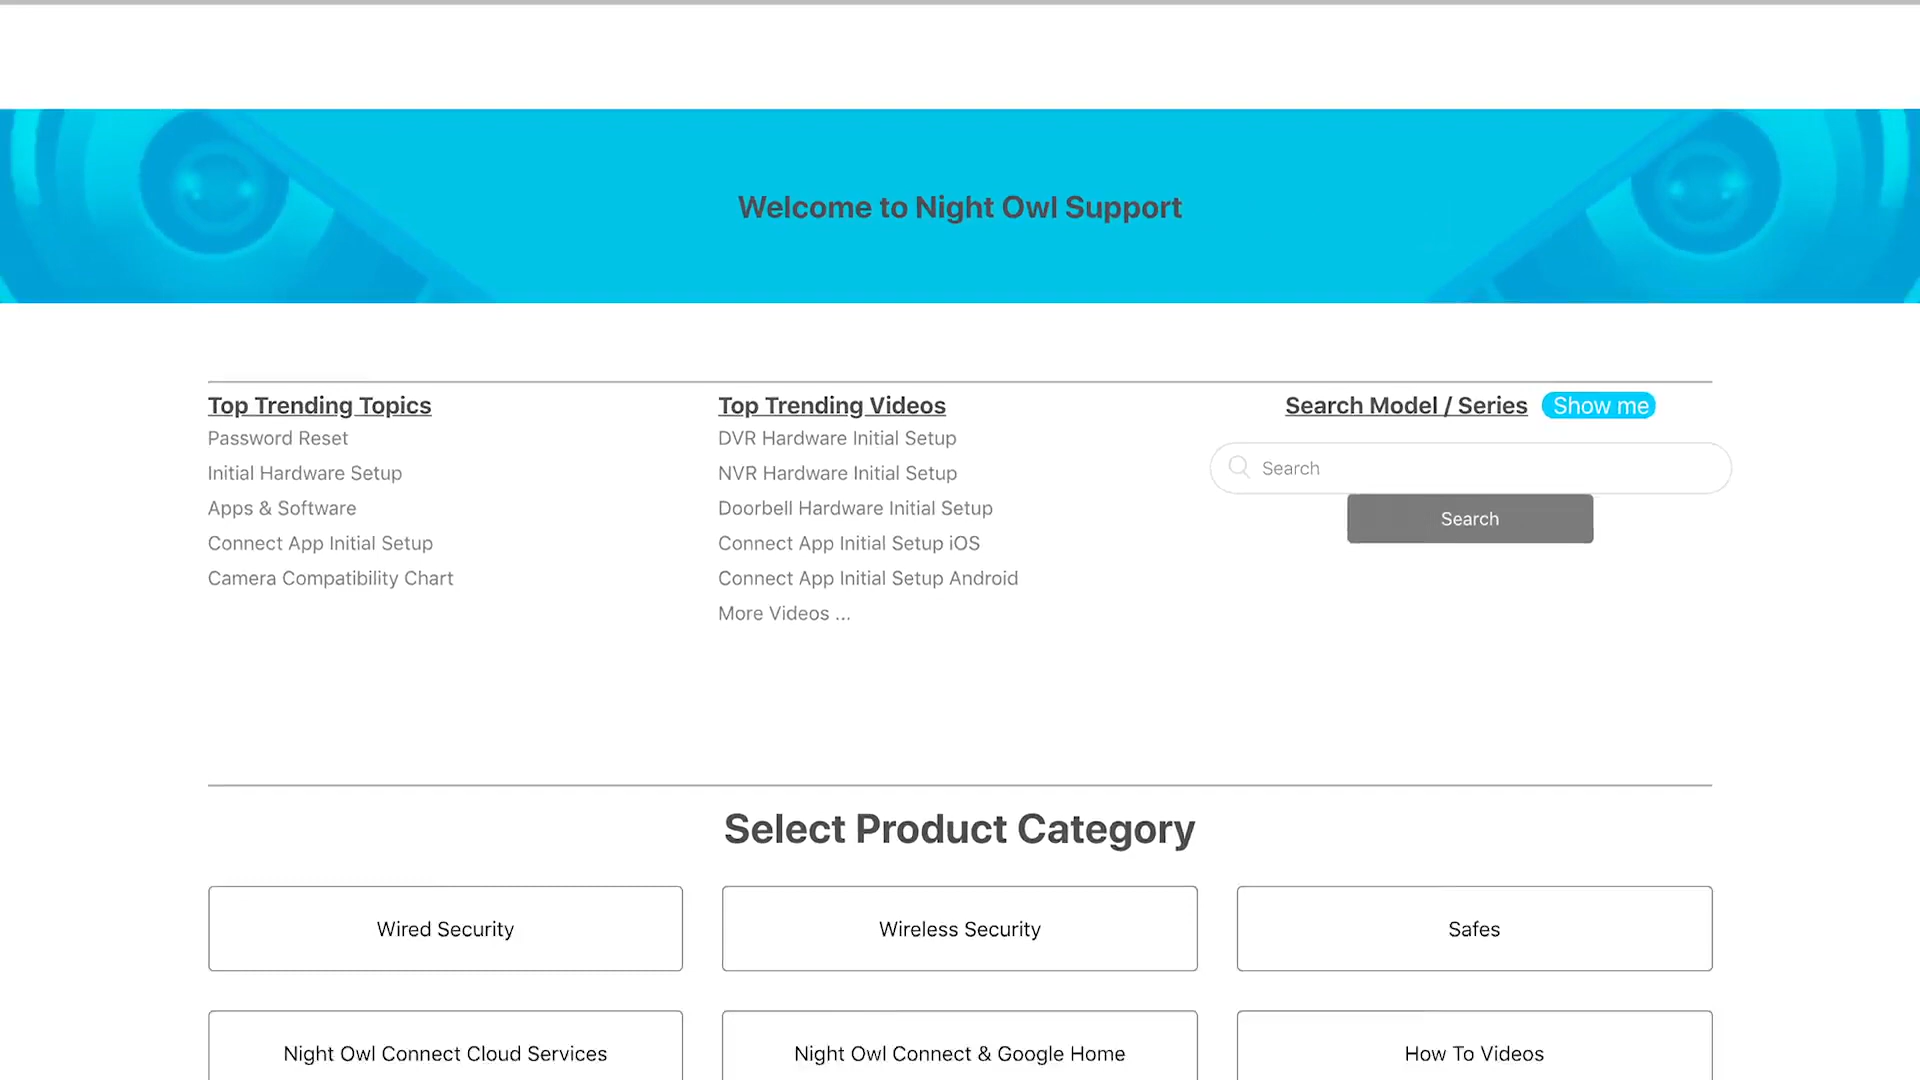 Welcome to Night Owl Support
Top Trending Topics
Password Reset
Initial Hardware Setup
Apps & Software
Connect App Initial Setup
Camera Compatibility Chart
Top Trending Videos
DVR Hardware Initial Setup
NVR Hardware Initial Setup
Doorbell Hardware Initial Setup
Connect App Initial Setup iOS
Connect App Initial Setup Android
More Videos ...
Search Model / Series Show me
Search
Search
Select Product Category
Wired Security
Wireless Security
Safes
Night Owl Connect Cloud Services
Night Owl Connect & Google Home
How To Videos